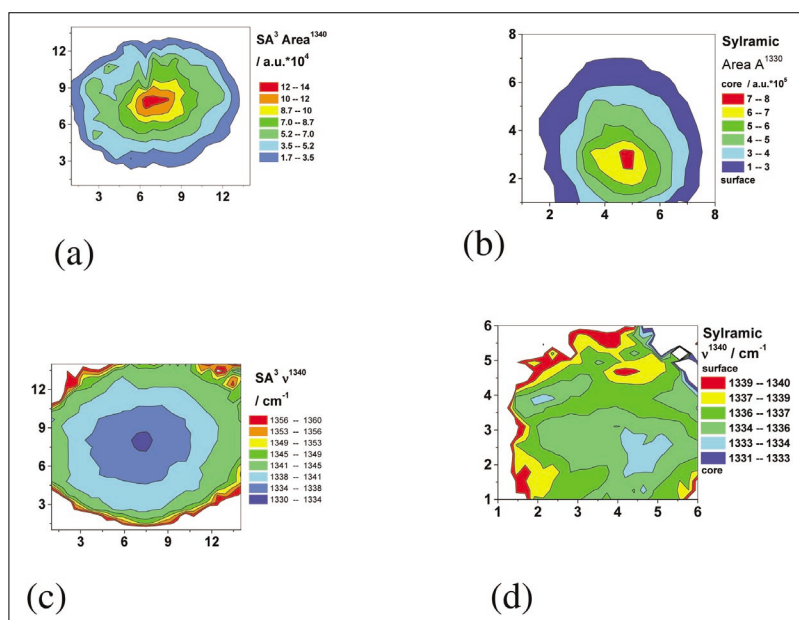 SA³ Area¹³⁴⁰
/ a.u.*10⁴
12 -- 14
10 -- 12
8.7 -- 10
7.0 -- 8.7
5.2 -- 7.0
3.5 -- 5.2
1.7 -- 3.5
12
9
6
3
3 6 9 12
(a)
Sylramic
Area A¹³³⁰
core / a.u.*10⁵
7 -- 8
6 -- 7
5 -- 6
4 -- 5
3 -- 4
1 -- 3
surface
8
6
4
2
2 4 6 8
(b)
SA³ ν¹³⁴⁰
/ cm⁻¹
1356 -- 1360
1353 -- 1356
1349 -- 1353
1345 -- 1349
1341 -- 1345
1338 -- 1341
1334 -- 1338
1330 -- 1334
12
9
6
3
3 6 9 12
(c)
Sylramic
ν¹³⁴⁰ / cm⁻¹
surface
1339 -- 1340
1337 -- 1339
1336 -- 1337
1334 -- 1336
1333 -- 1334
1331 -- 1333
core
6
5
4
3
2
1
1 2 3 4 5 6
(d)